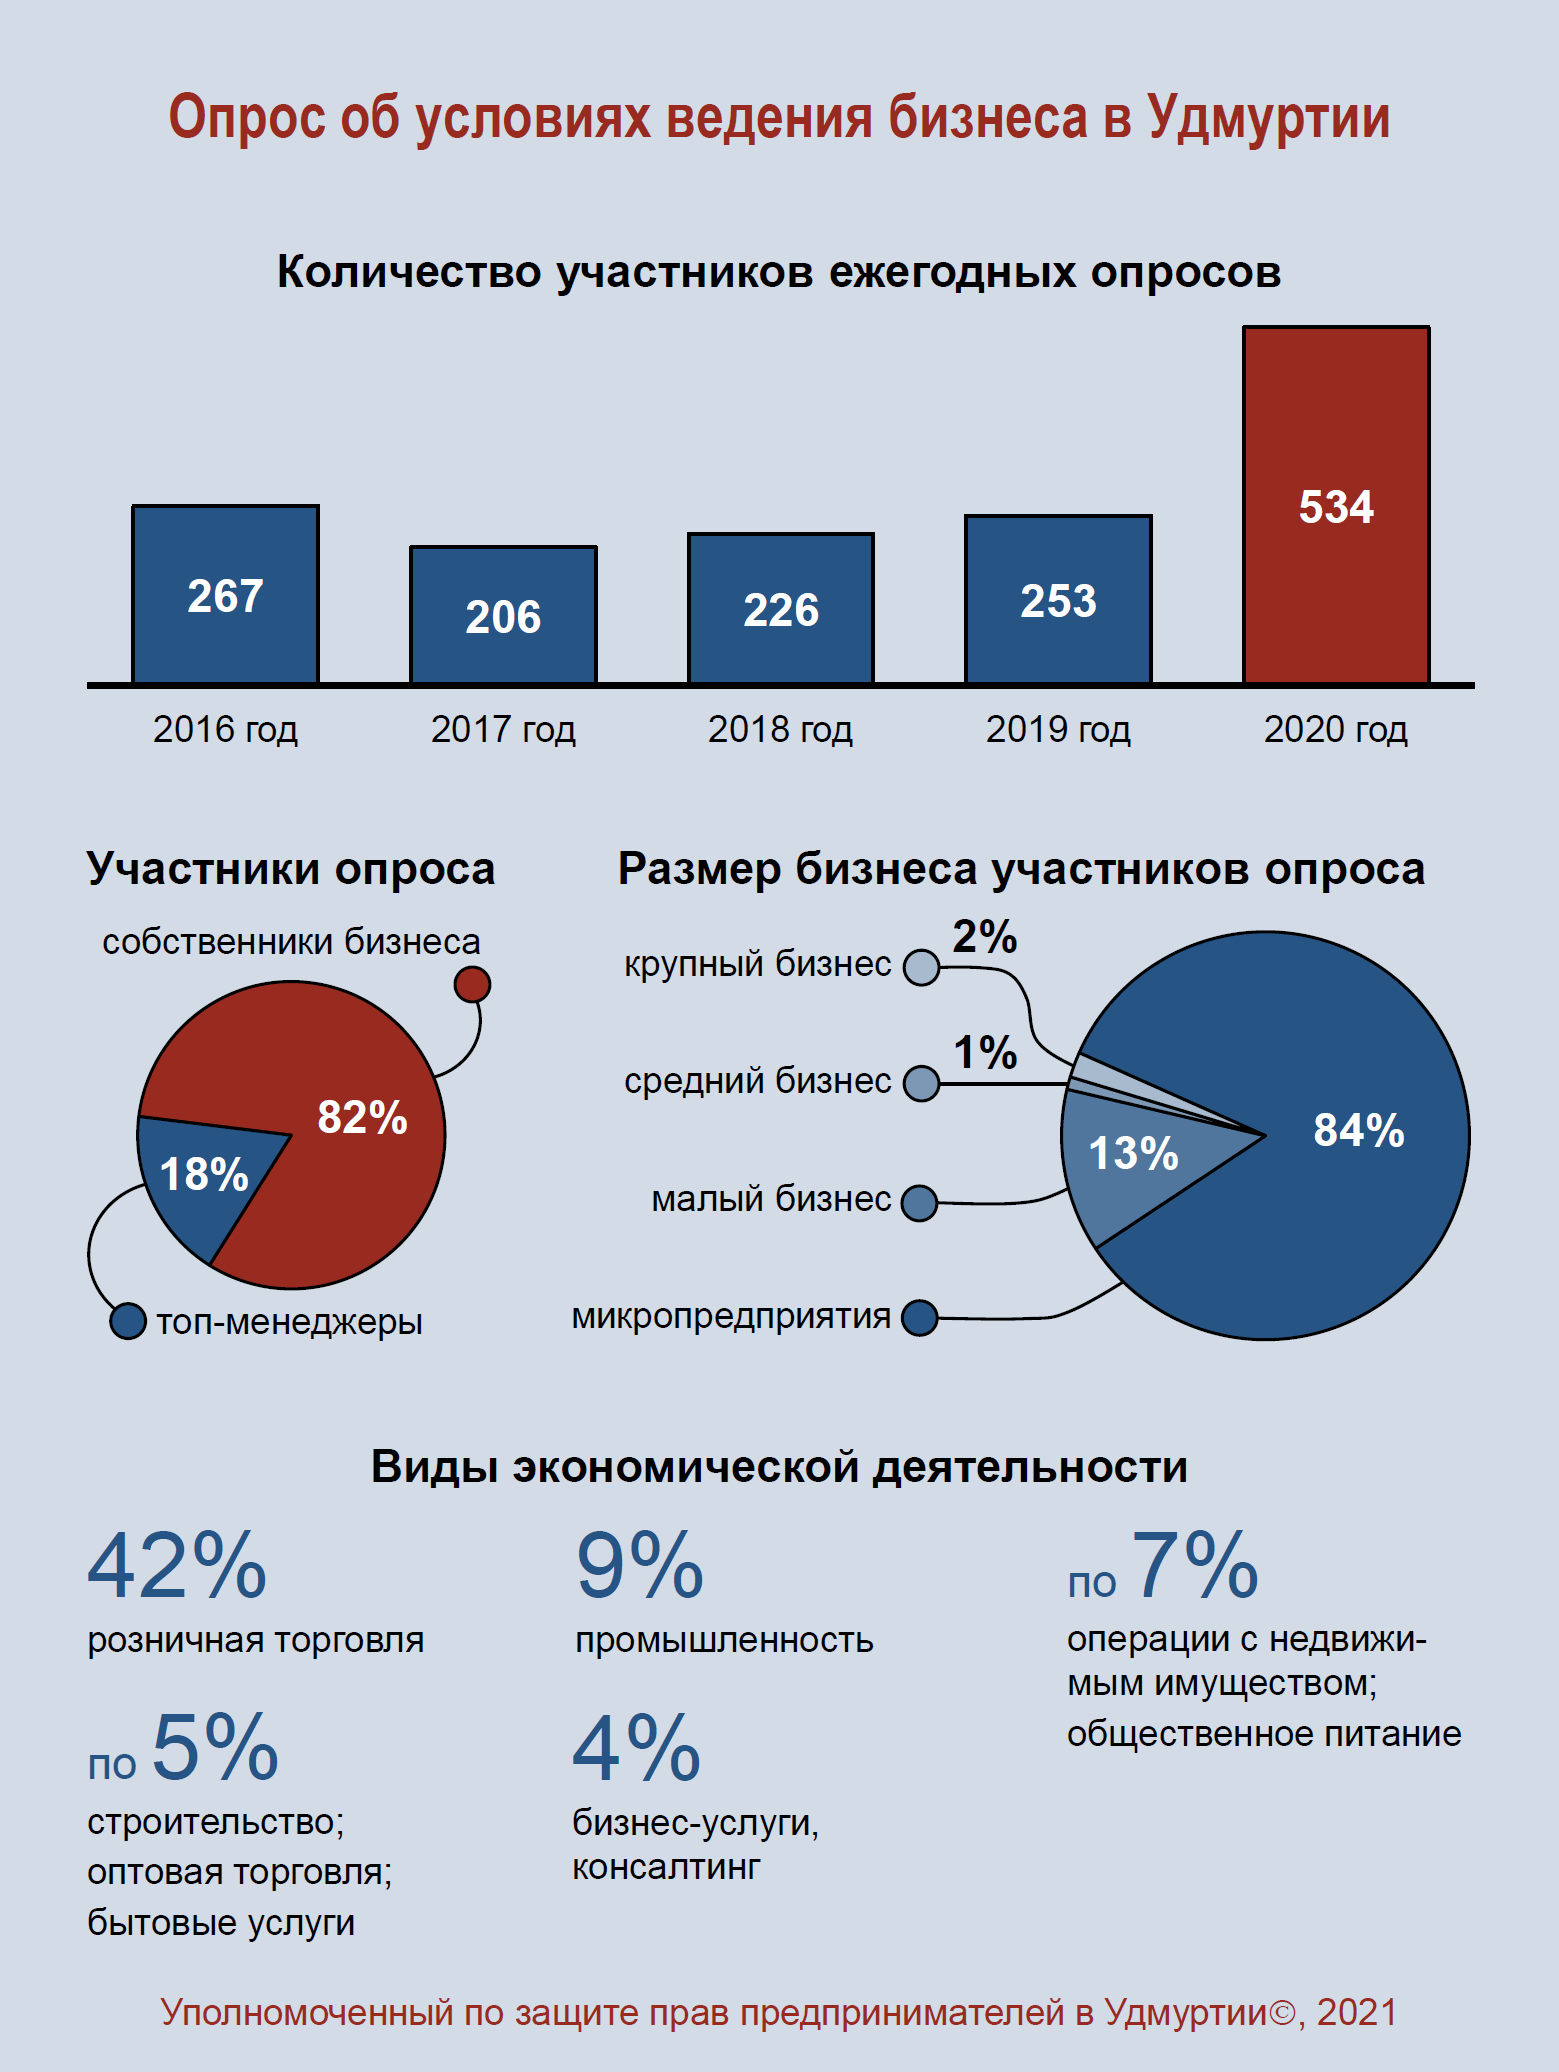 Опрос об условиях ведения бизнеса в Удмуртии
Количество участников ежегодных опросов
267
206
226
253
534
2016 год
2017 год
2018 год
2019 год
2020 год
Участники опроса
собственники бизнеса
82%
18%
топ-менеджеры
Размер бизнеса участников опроса
2%
крупный бизнес
1%
средний бизнес
84%
13%
малый бизнес
микропредприятия
Виды экономической деятельности
42%
розничная торговля
9%
промышленность
по 7%
операции с недвижи-
мым имуществом;
общественное питание
по 5%
строительство;
оптовая торговля;
бытовые услуги
4%
бизнес-услуги,
консалтинг
Уполномоченный по защите прав предпринимателей в Удмуртии©, 2021